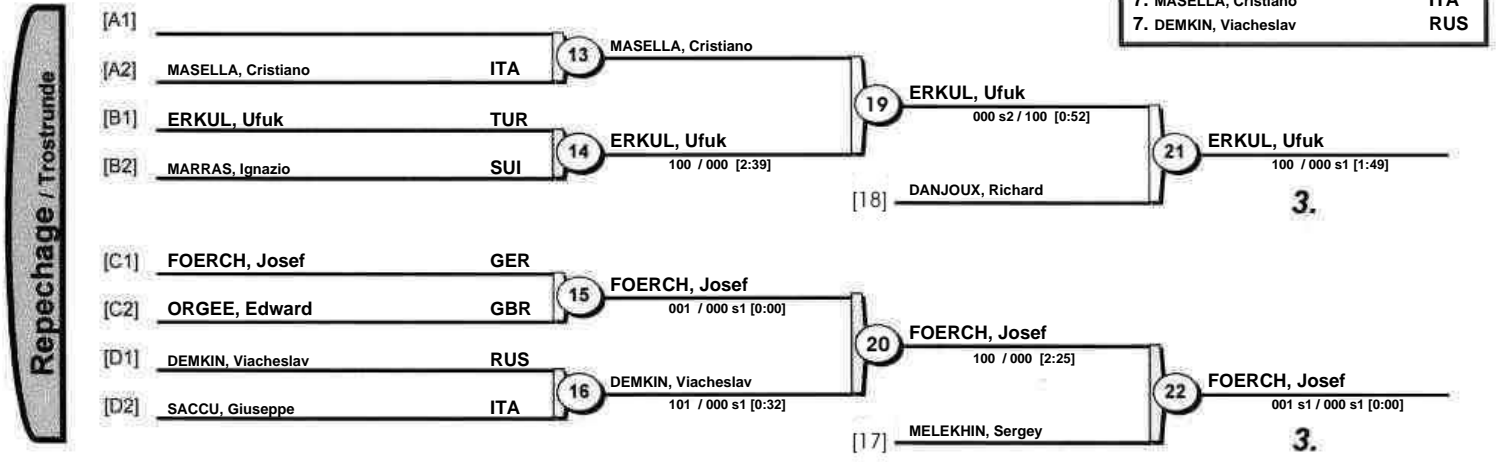 7. MASELLA, Cristiano ITA
7. DEMKIN, Viacheslav RUS
Repechage / Trostrunde
[A1]
[A2] MASELLA, Cristiano ITA
13
MASELLA, Cristiano
[B1] ERKUL, Ufuk TUR
[B2] MARRAS, Ignazio SUI
14
ERKUL, Ufuk
100 / 000 [2:39]
19
ERKUL, Ufuk
000 s2 / 100 [0:52]
[18] DANJOUX, Richard
21
ERKUL, Ufuk
100 / 000 s1 [1:49]
3.
[C1] FOERCH, Josef GER
[C2] ORGEE, Edward GBR
15
FOERCH, Josef
001 / 000 s1 [0:00]
[D1] DEMKIN, Viacheslav RUS
[D2] SACCU, Giuseppe ITA
16
DEMKIN, Viacheslav
101 / 000 s1 [0:32]
20
FOERCH, Josef
100 / 000 [2:25]
[17] MELEKHIN, Sergey
22
FOERCH, Josef
001 s1 / 000 s1 [0:00]
3.